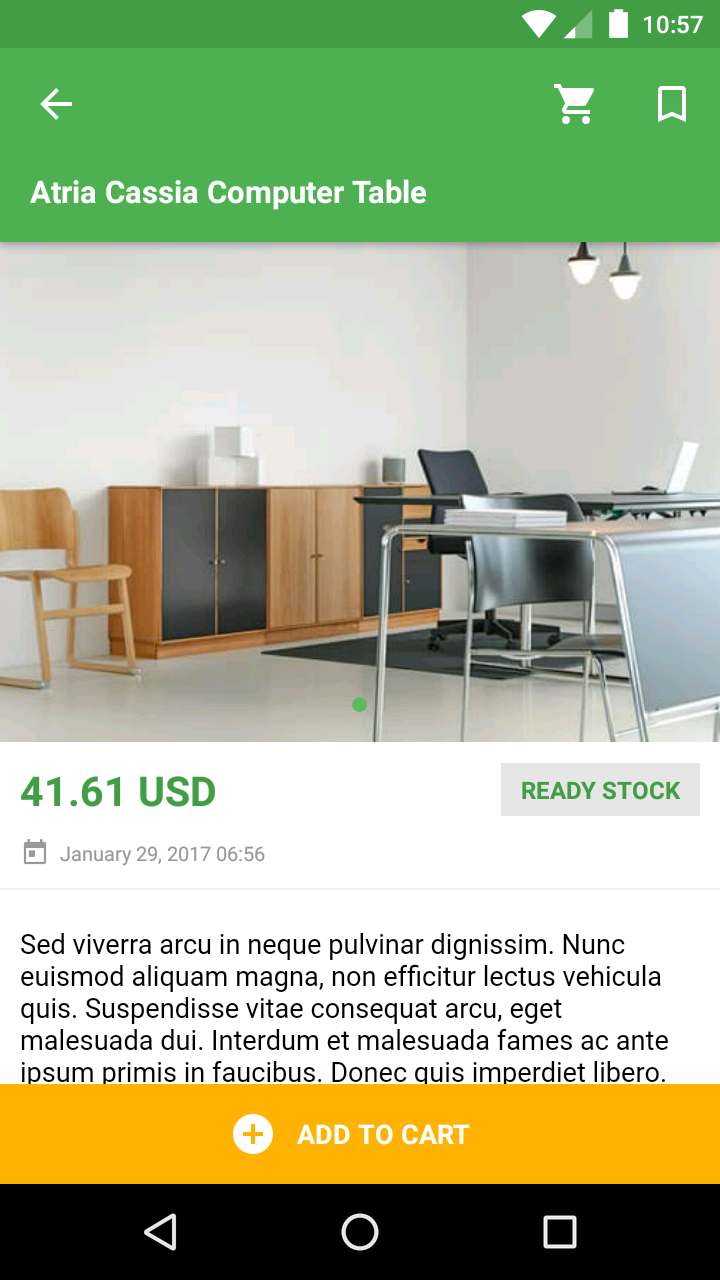 10:57
Atria Cassia Computer Table
41.61 USD
READY STOCK
January 29, 2017 06:56
Sed viverra arcu in neque pulvinar dignissim. Nunc
euismod aliquam magna, non efficitur lectus vehicula
quis. Suspendisse vitae consequat arcu, eget
malesuada dui. Interdum et malesuada fames ac ante
ipsum primis in faucibus. Donec quis imperdiet libero.
ADD TO CART